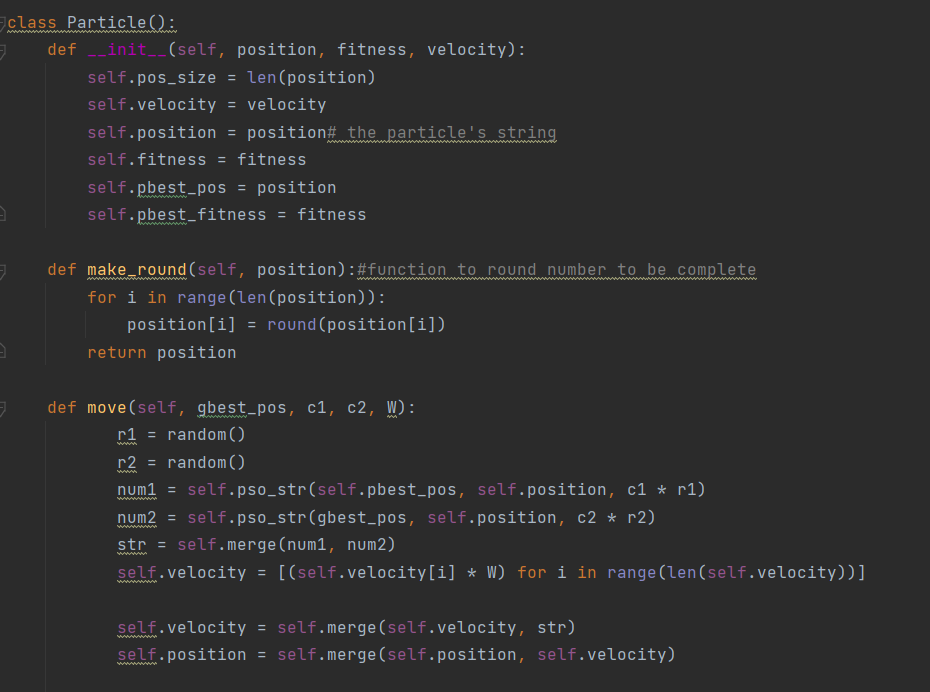 class Particle():
    def __init__(self, position, fitness, velocity):
        self.pos_size = len(position)
        self.velocity = velocity
        self.position = position# the particle's string
        self.fitness = fitness
        self.pbest_pos = position
        self.pbest_fitness = fitness

    def make_round(self, position):#function to round number to be complete
        for i in range(len(position)):
            position[i] = round(position[i])
        return position

    def move(self, gbest_pos, c1, c2, W):
           r1 = random()
           r2 = random()
           num1 = self.pso_str(self.pbest_pos, self.position, c1 * r1)
           num2 = self.pso_str(gbest_pos, self.position, c2 * r2)
           str = self.merge(num1, num2)
           self.velocity = [(self.velocity[i] * W) for i in range(len(self.velocity))]

           self.velocity = self.merge(self.velocity, str)
           self.position = self.merge(self.position, self.velocity)